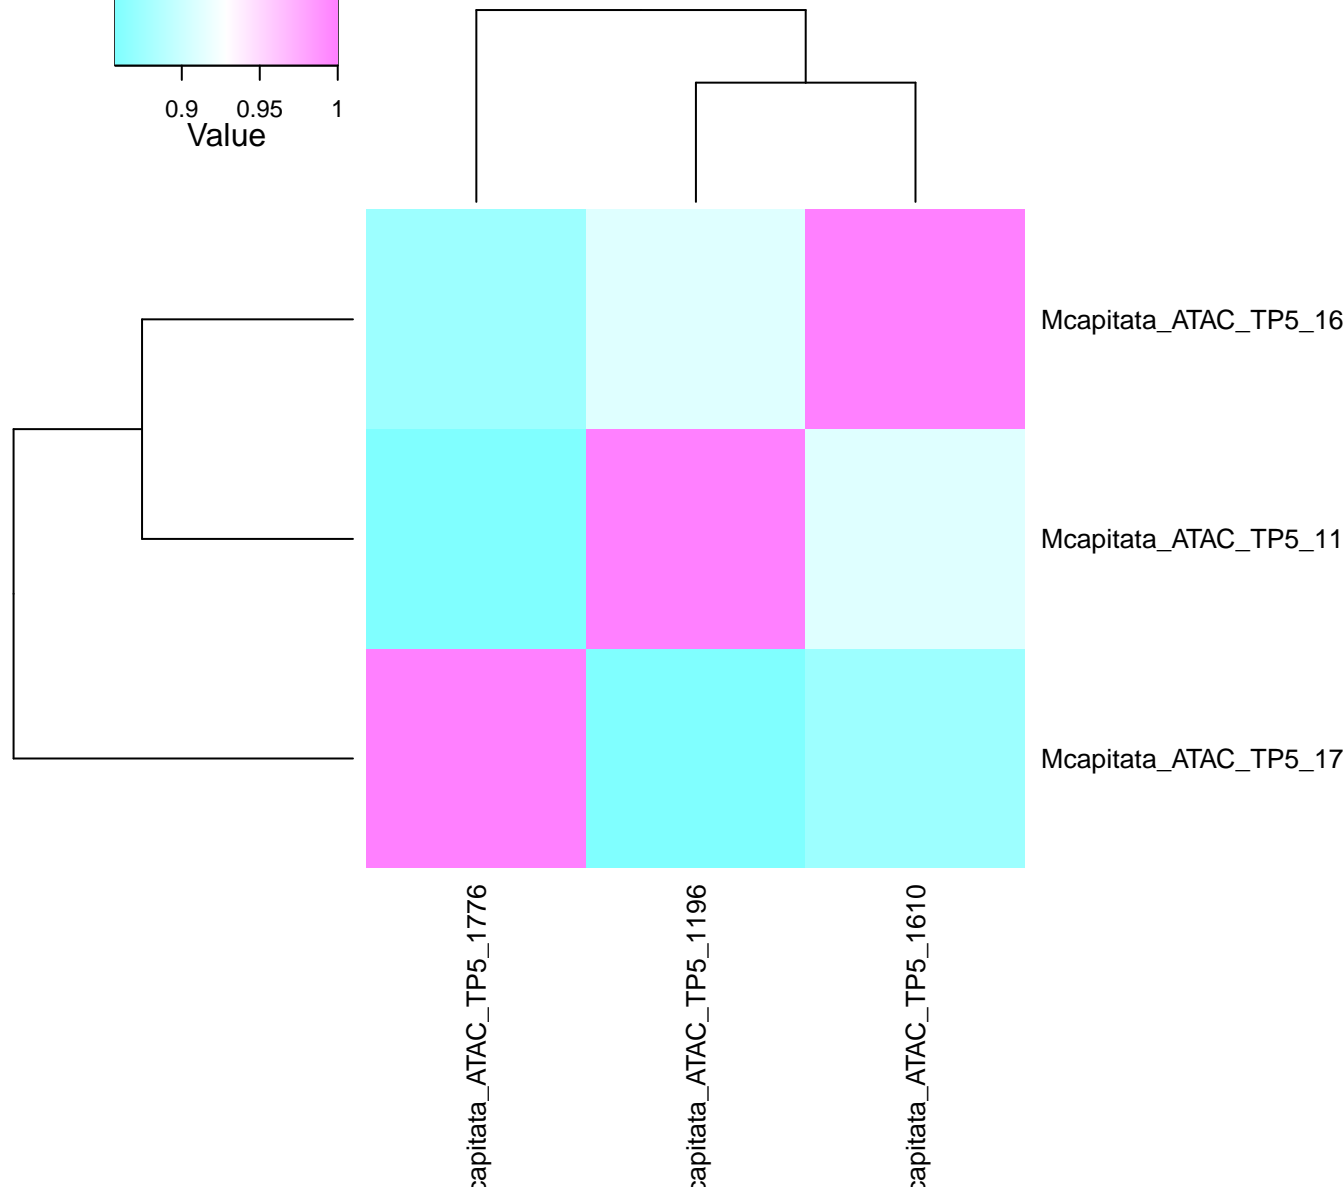 0.9 0.95 1
Value
Mcapitata_ATAC_TP5_16
Mcapitata_ATAC_TP5_11
Mcapitata_ATAC_TP5_17
capitata_ATAC_TP5_1776
capitata_ATAC_TP5_1196
capitata_ATAC_TP5_1610